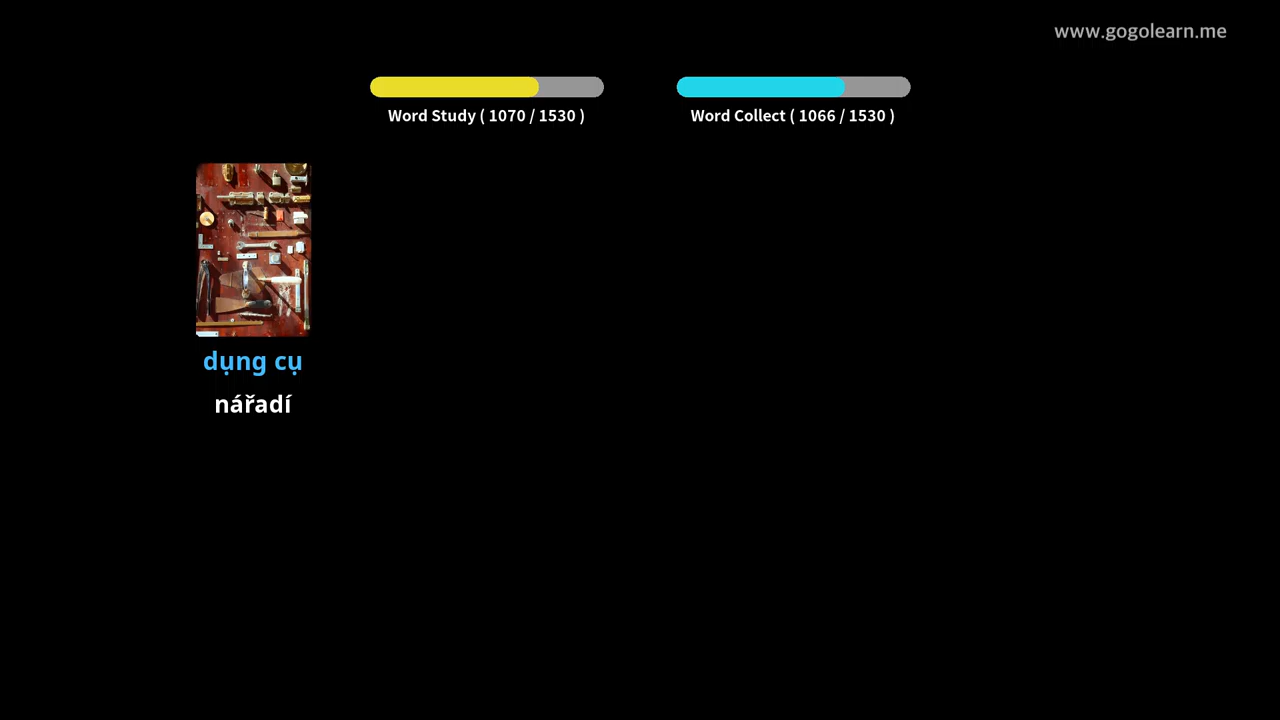 www.gogolearn.me
Word Study ( 1070 / 1530 )
Word Collect ( 1066 / 1530 )
dụng cụ
nářadí